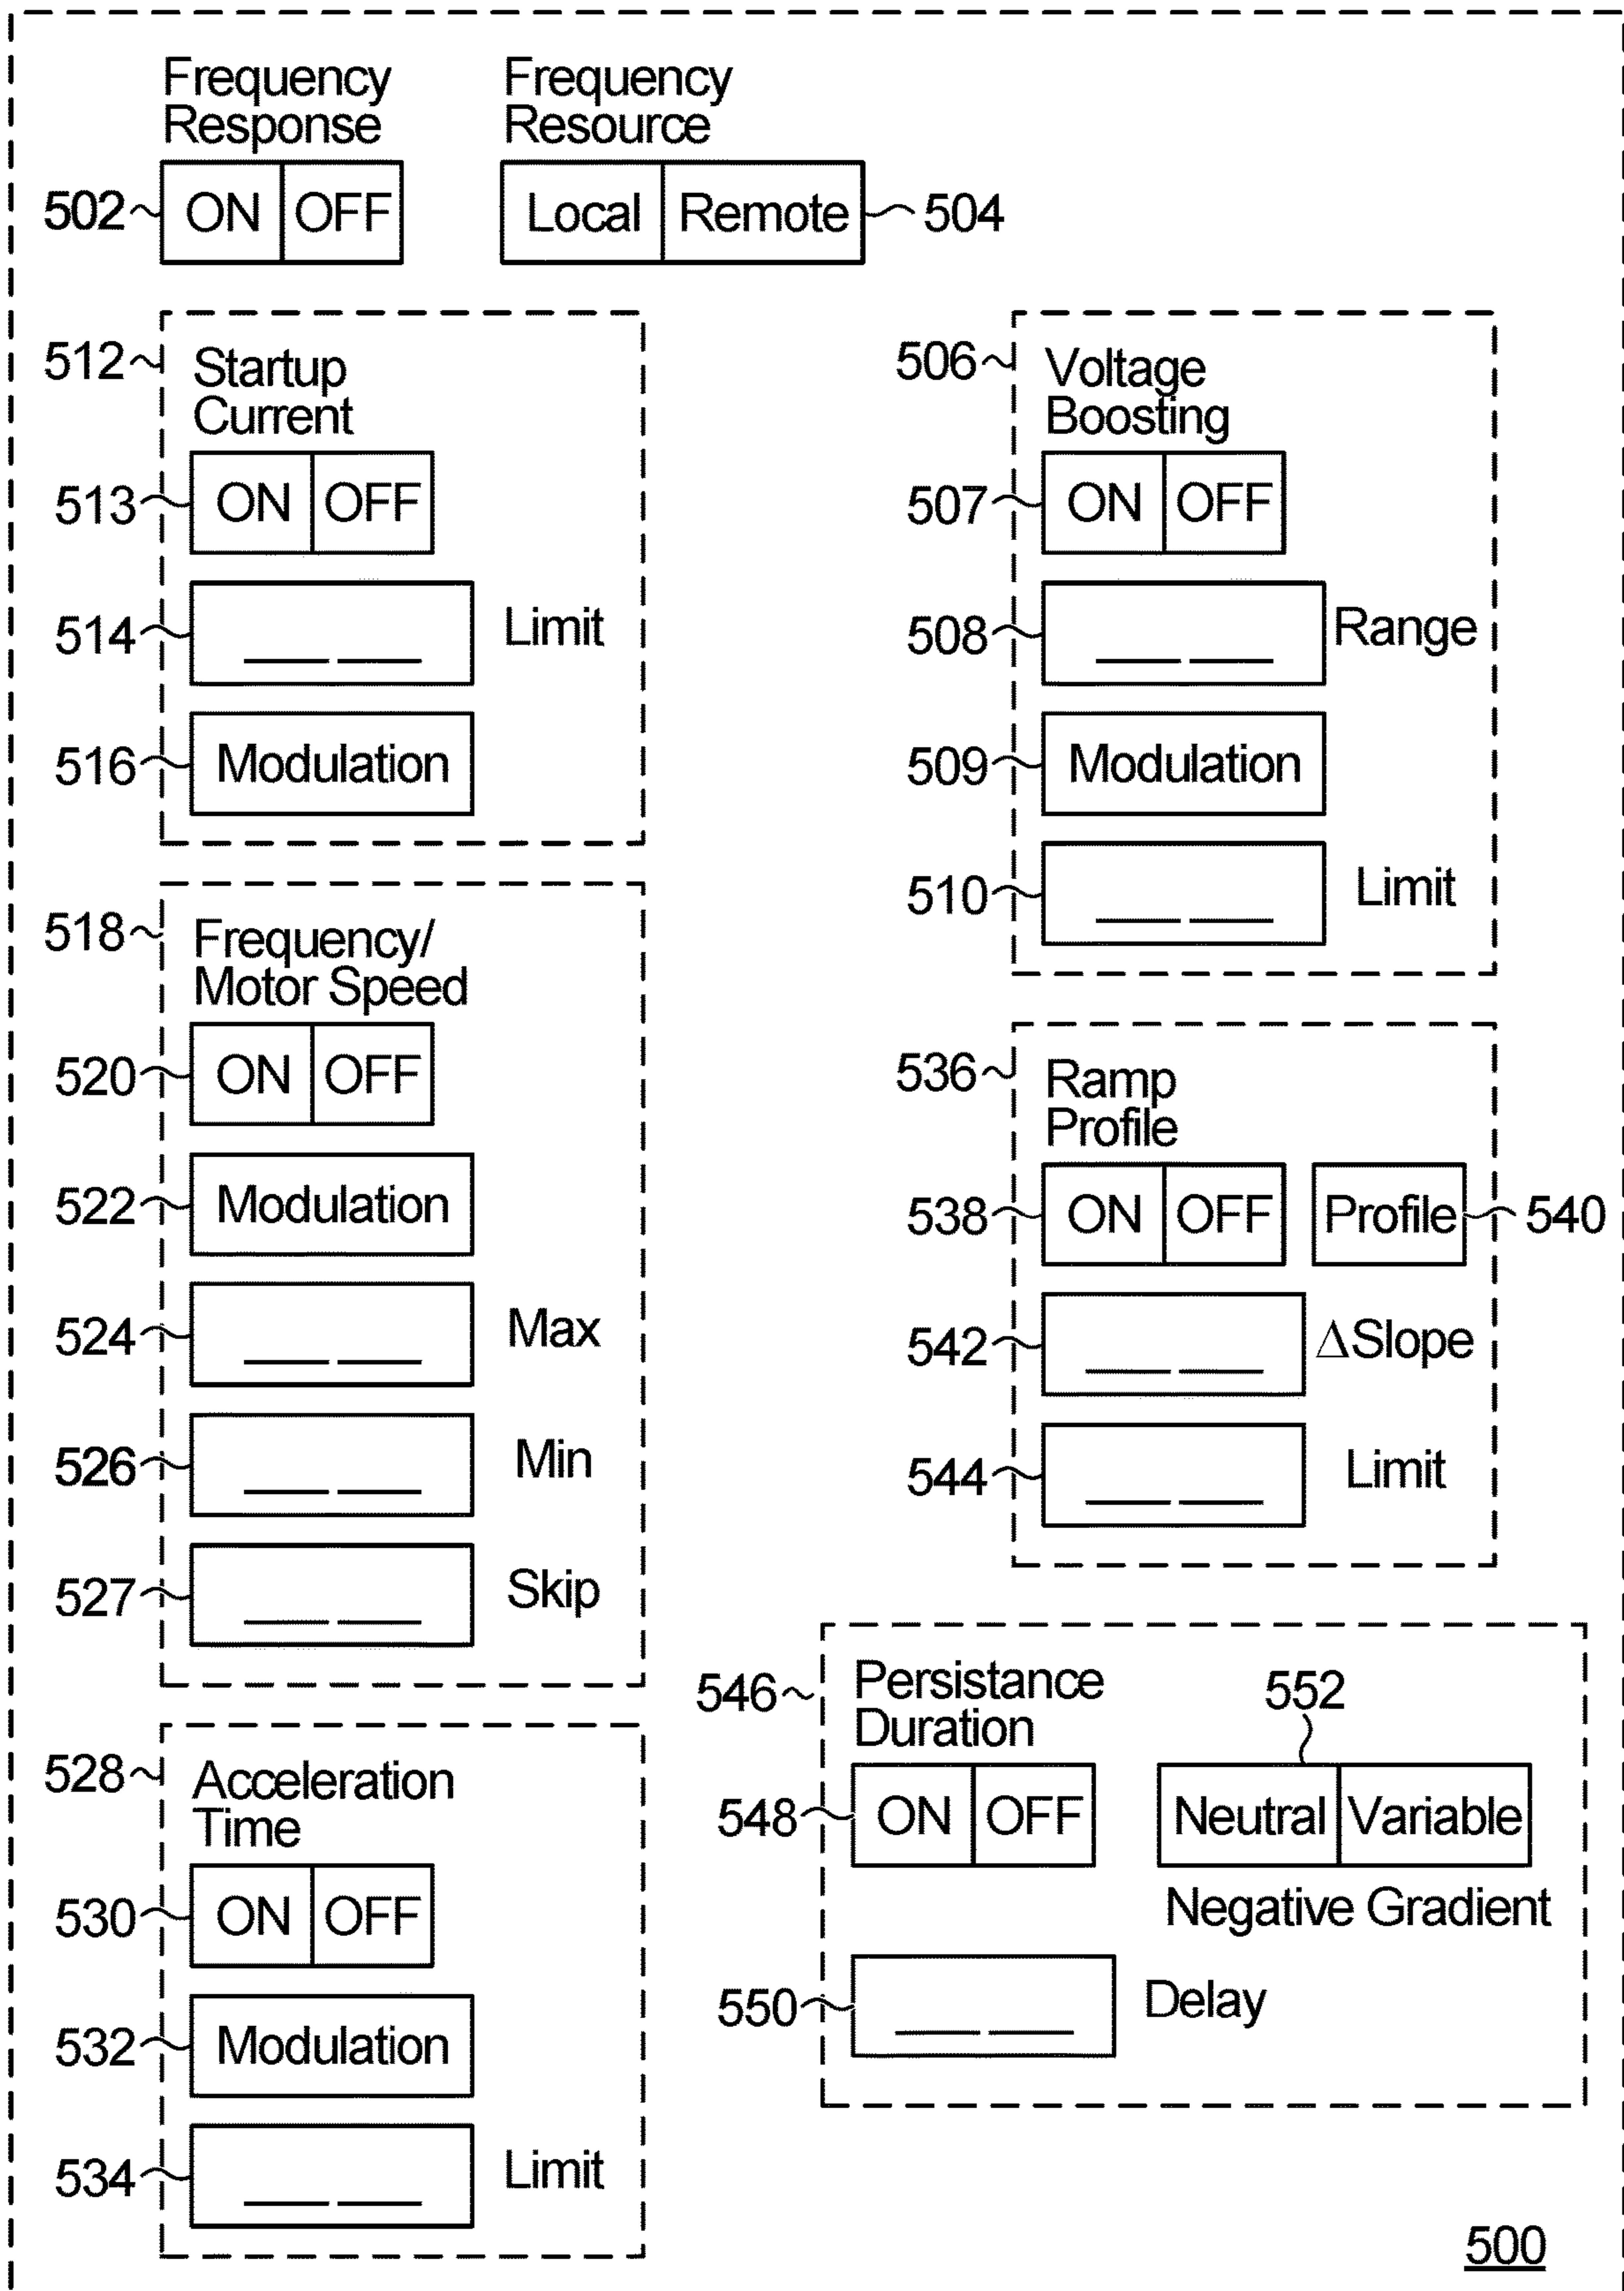 Frequency
Response
Frequency
Resource
502
ON OFF
Local Remote
504
512
Startup
Current
513
ON OFF
514
Limit
516
Modulation
506
Voltage
Boosting
507
ON OFF
508
Range
509
Modulation
510
Limit
518
Frequency/
Motor Speed
520
ON OFF
522
Modulation
524
Max
526
Min
527
Skip
536
Ramp
Profile
538
ON OFF
Profile
540
542
ΔSlope
544
Limit
528
Acceleration
Time
530
ON OFF
532
Modulation
534
Limit
546
Persistance
Duration
552
548
ON OFF
Neutral Variable
Negative Gradient
550
Delay
500